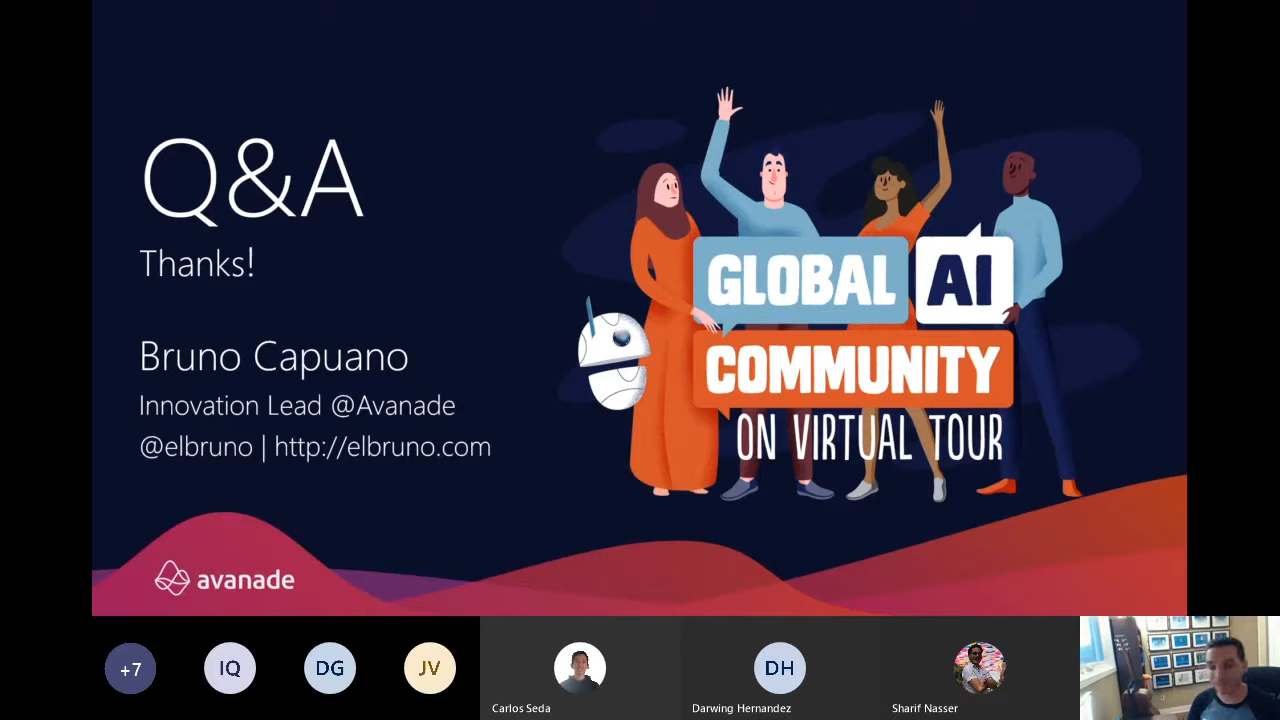 Q&A
Thanks!
Bruno Capuano
Innovation Lead @Avanade
@elbruno | http://elbruno.com
avanade
GLOBAL AI
COMMUNITY
ON VIRTUAL TOUR
+7
IQ
DG
JV
DH
Carlos Seda
Darwing Hernandez
Sharif Nasser